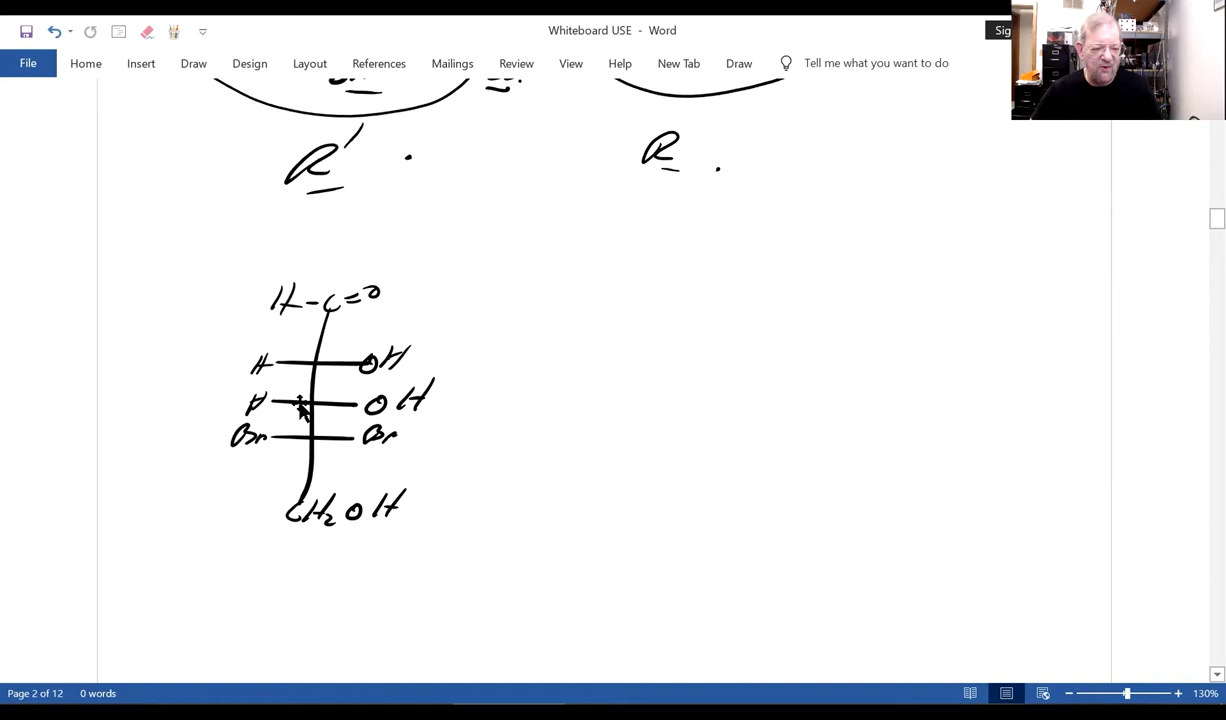 Whiteboard USE - Word
Sig
File Home Insert Draw Design Layout References Mailings Review View Help New Tab Draw Tell me what you want to do
R' . R .
H-C=O
H OH
H OH
Br Br
CH2OH
Page 2 of 12 0 words 130%